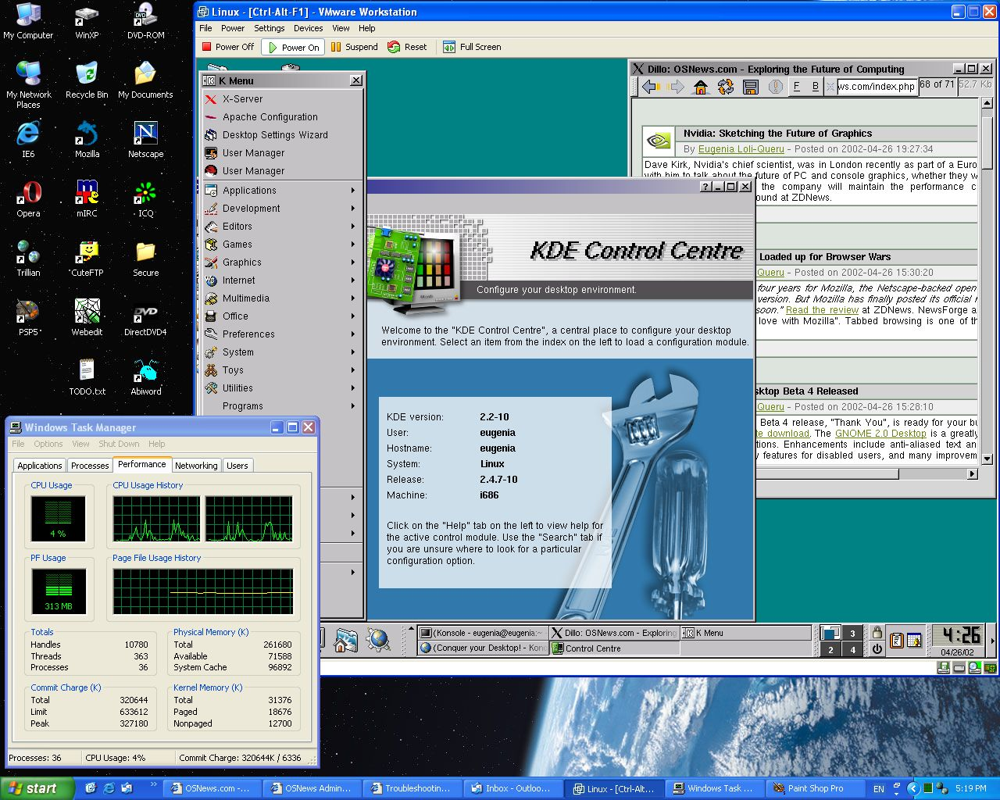 My Computer
WinXP
DVD-ROM
My Network
Places
Recycle Bin
My Documents
IE6
Mozilla
Netscape
Opera
mIRC
ICQ
Trillian
CuteFTP
Secure
PSP5
Webedit
DirectDVD4
TODO.txt
Abiword
Linux - [Ctrl-Alt-F1] - VMware Workstation
File Power Settings Devices View Help
Power Off Power On Suspend Reset Full Screen
K Menu
X-Server
Apache Configuration
Desktop Settings Wizard
User Manager
User Manager
Applications
Development
Editors
Games
Graphics
Internet
Multimedia
Office
Preferences
System
Toys
Utilities
Programs
Dillo: OSNews.com - Exploring the Future of Computing
F B ws.com/index.php 68 of 71 52.7 Kb
Nvidia: Sketching the Future of Graphics
By Eugenia Loli-Queru - Posted on 2002-04-26 19:27:34
Dave Kirk, Nvidia's chief scientist, was in London recently as part of a Euro
with him to talk about the future of PC and console graphics, whether they w
the company will maintain the performance c
ound at ZDNews.
Loaded up for Browser Wars
Queru - Posted on 2002-04-26 15:30:20
four years for Mozilla, the Netscape-backed open
version. But Mozilla has finally posted its official r
soon." Read the review at ZDNews. NewsForge a
love with Mozilla". Tabbed browsing is one of th
sktop Beta 4 Released
Queru - Posted on 2002-04-26 15:28:10
Beta 4 release, "Thank You", is ready for your bu
te download. The GNOME 2.0 Desktop is a greatly
tions. Enhancements include anti-aliased text an
y features for disabled users, and many improvem
KDE Control Centre
Configure your desktop environment.
Welcome to the "KDE Control Centre", a central place to configure your desktop
environment. Select an item from the index on the left to load a configuration module.
KDE version: 2.2-10
User: eugenia
Hostname: eugenia
System: Linux
Release: 2.4.7-10
Machine: i686
Click on the "Help" tab on the left to view help for
the active control module. Use the "Search" tab if
you are unsure where to look for a particular
configuration option.
(Konsole - eugenia@eugenia:~
Dillo: OSNews.com - Exploring
K Menu
(Conquer your Desktop! - Kond
Control Centre
3
2 4
4:26
04/26/02
Windows Task Manager
File Options View Shut Down Help
Applications Processes Performance Networking Users
CPU Usage CPU Usage History
4 %
PF Usage Page File Usage History
313 MB
Totals
Handles 10780
Threads 363
Processes 36
Physical Memory (K)
Total 261680
Available 71588
System Cache 96892
Commit Charge (K)
Total 320644
Limit 633612
Peak 327180
Kernel Memory (K)
Total 31376
Paged 18676
Nonpaged 12700
Processes: 36 CPU Usage: 4% Commit Charge: 320644K / 6336
start
OSNews.com -...
OSNews Admin...
Troubleshootin...
Inbox - Outloo...
Linux - [Ctrl-Alt...
Windows Task ...
Paint Shop Pro
EN
5:19 PM